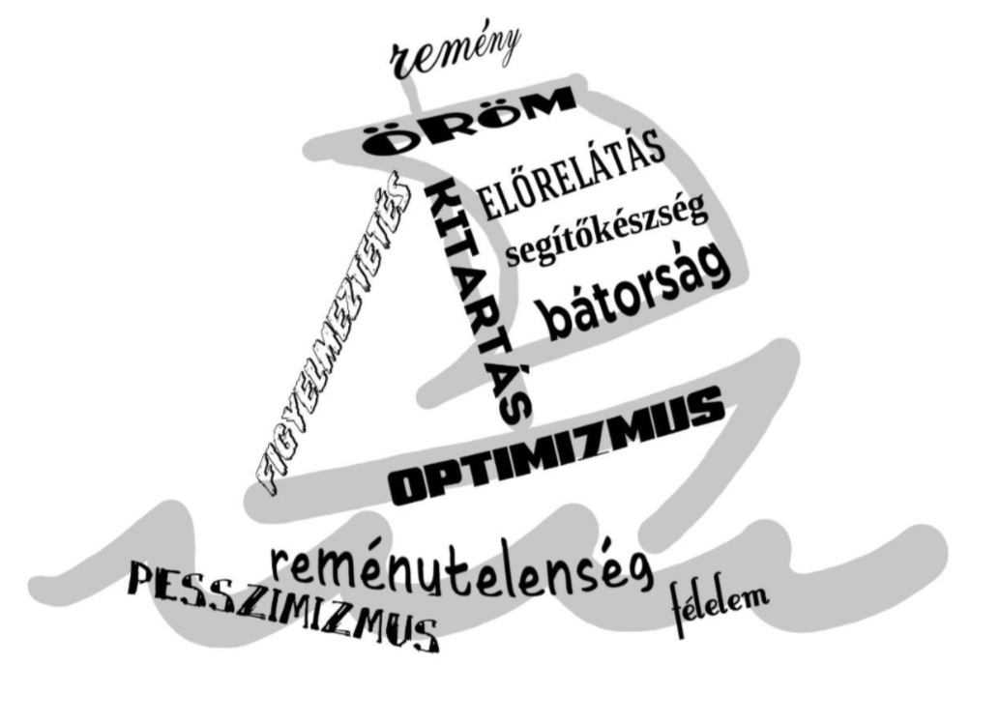 remény
ÖRÖM
ELŐRELÁTÁS
segítőkészség
bátorság
KITARTÁS
FIGYELMEZTETÉS
OPTIMIZMUS
reménytelenség
PESSZIMIZMUS
félelem